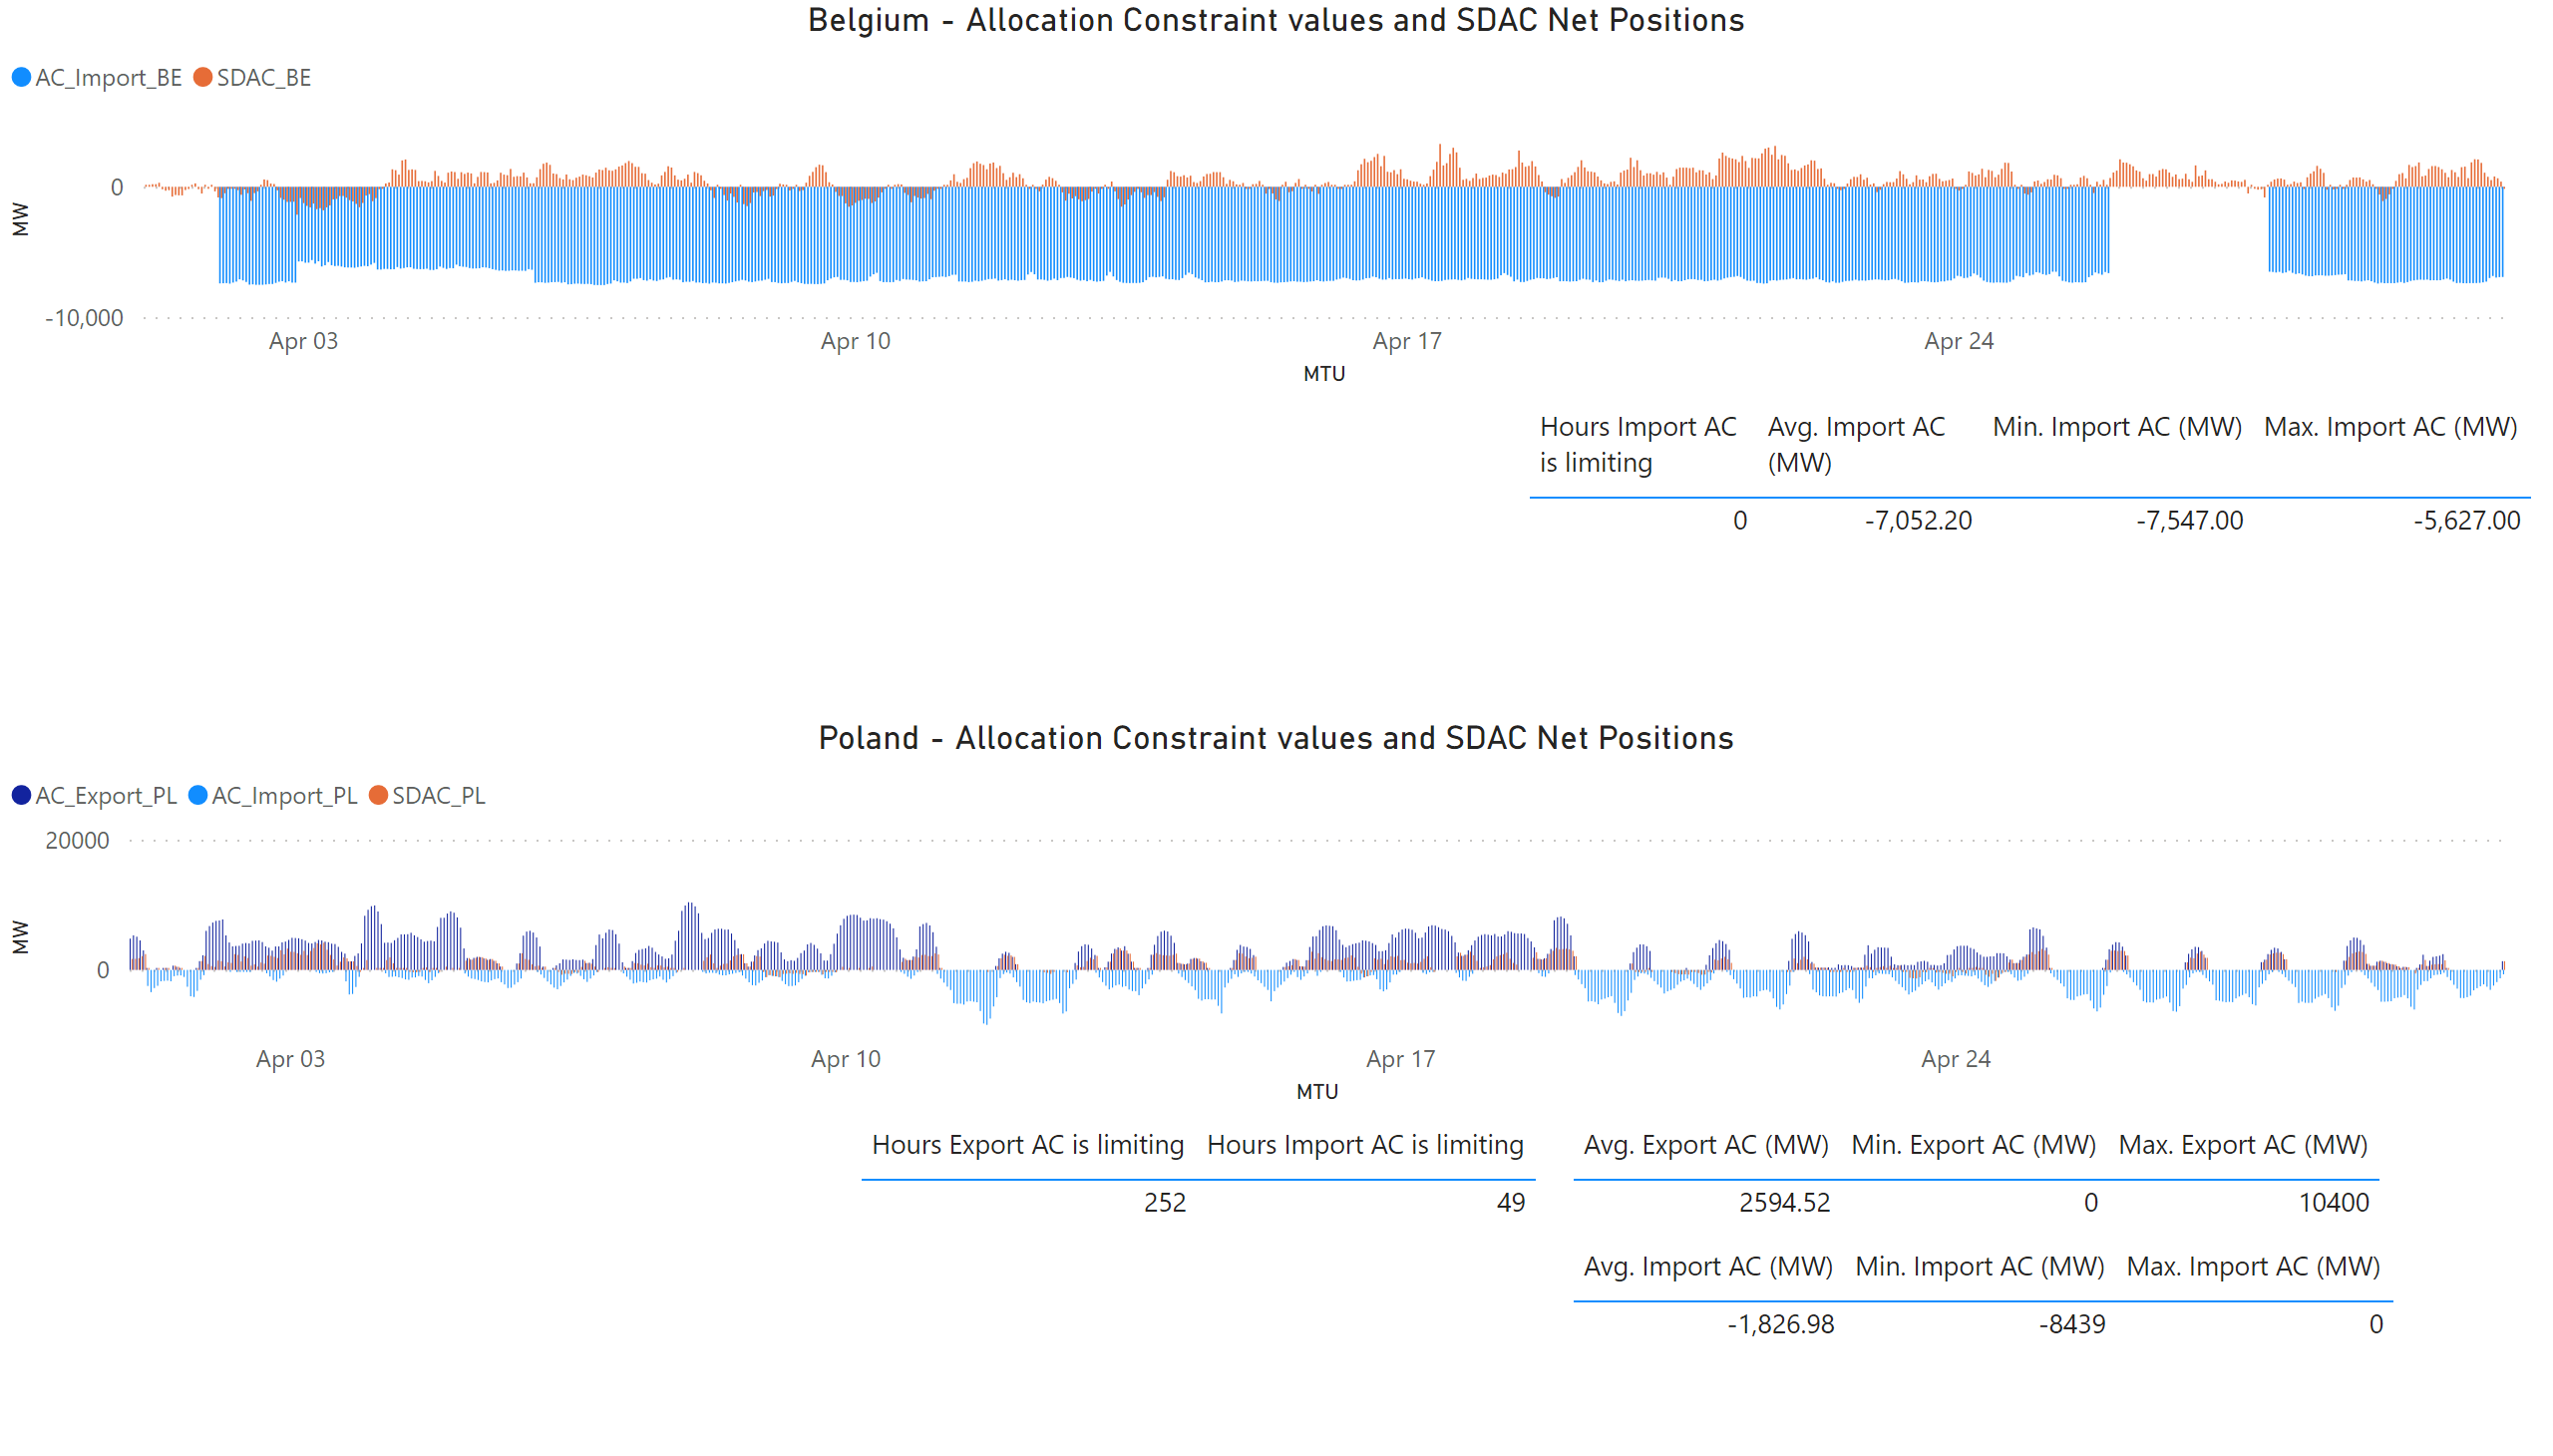 Belgium - Allocation Constraint values and SDAC Net Positions
AC_Import_BE SDAC_BE
0
MW
-10,000
Apr 03 Apr 10 Apr 17 Apr 24
MTU
Hours Import AC is limiting Avg. Import AC (MW) Min. Import AC (MW) Max. Import AC (MW)
0 -7,052.20 -7,547.00 -5,627.00
Poland - Allocation Constraint values and SDAC Net Positions
AC_Export_PL AC_Import_PL SDAC_PL
20000
MW
0
Apr 03 Apr 10 Apr 17 Apr 24
MTU
Hours Export AC is limiting Hours Import AC is limiting
252 49
Avg. Export AC (MW) Min. Export AC (MW) Max. Export AC (MW)
2594.52 0 10400
Avg. Import AC (MW) Min. Import AC (MW) Max. Import AC (MW)
-1,826.98 -8439 0